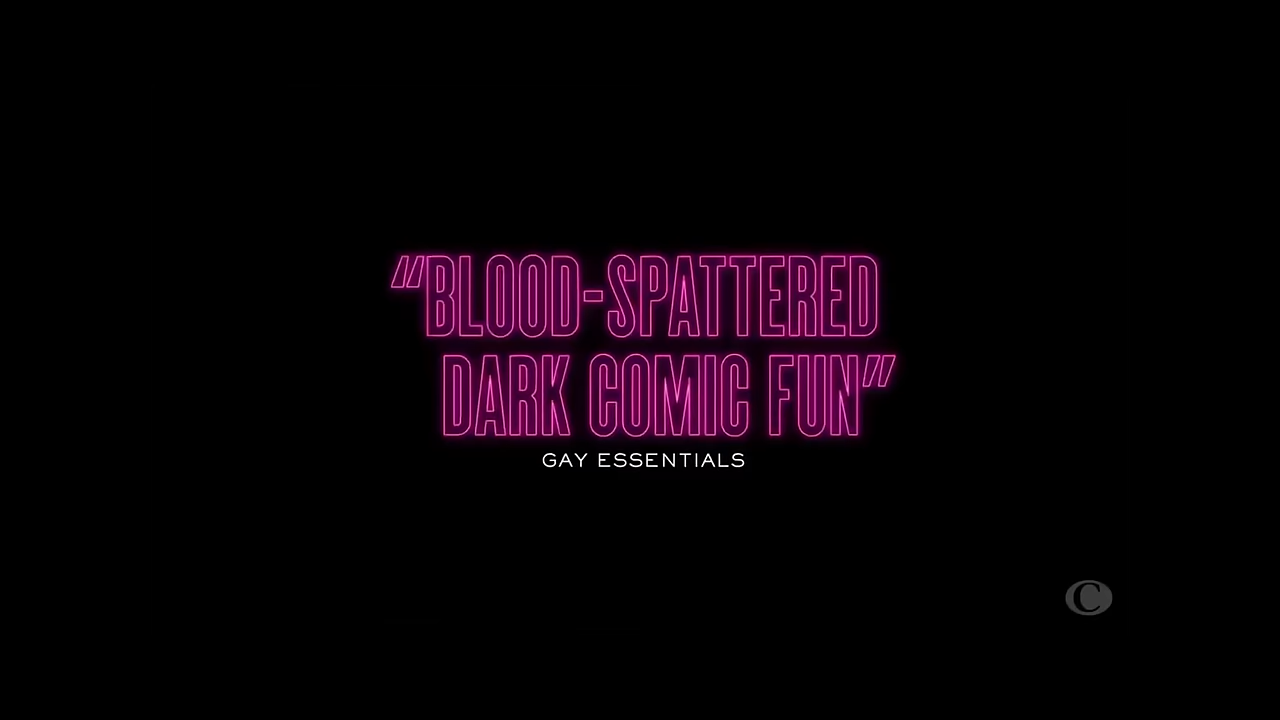 “BLOOD-SPATTERED
DARK COMIC FUN”
GAY ESSENTIALS
C